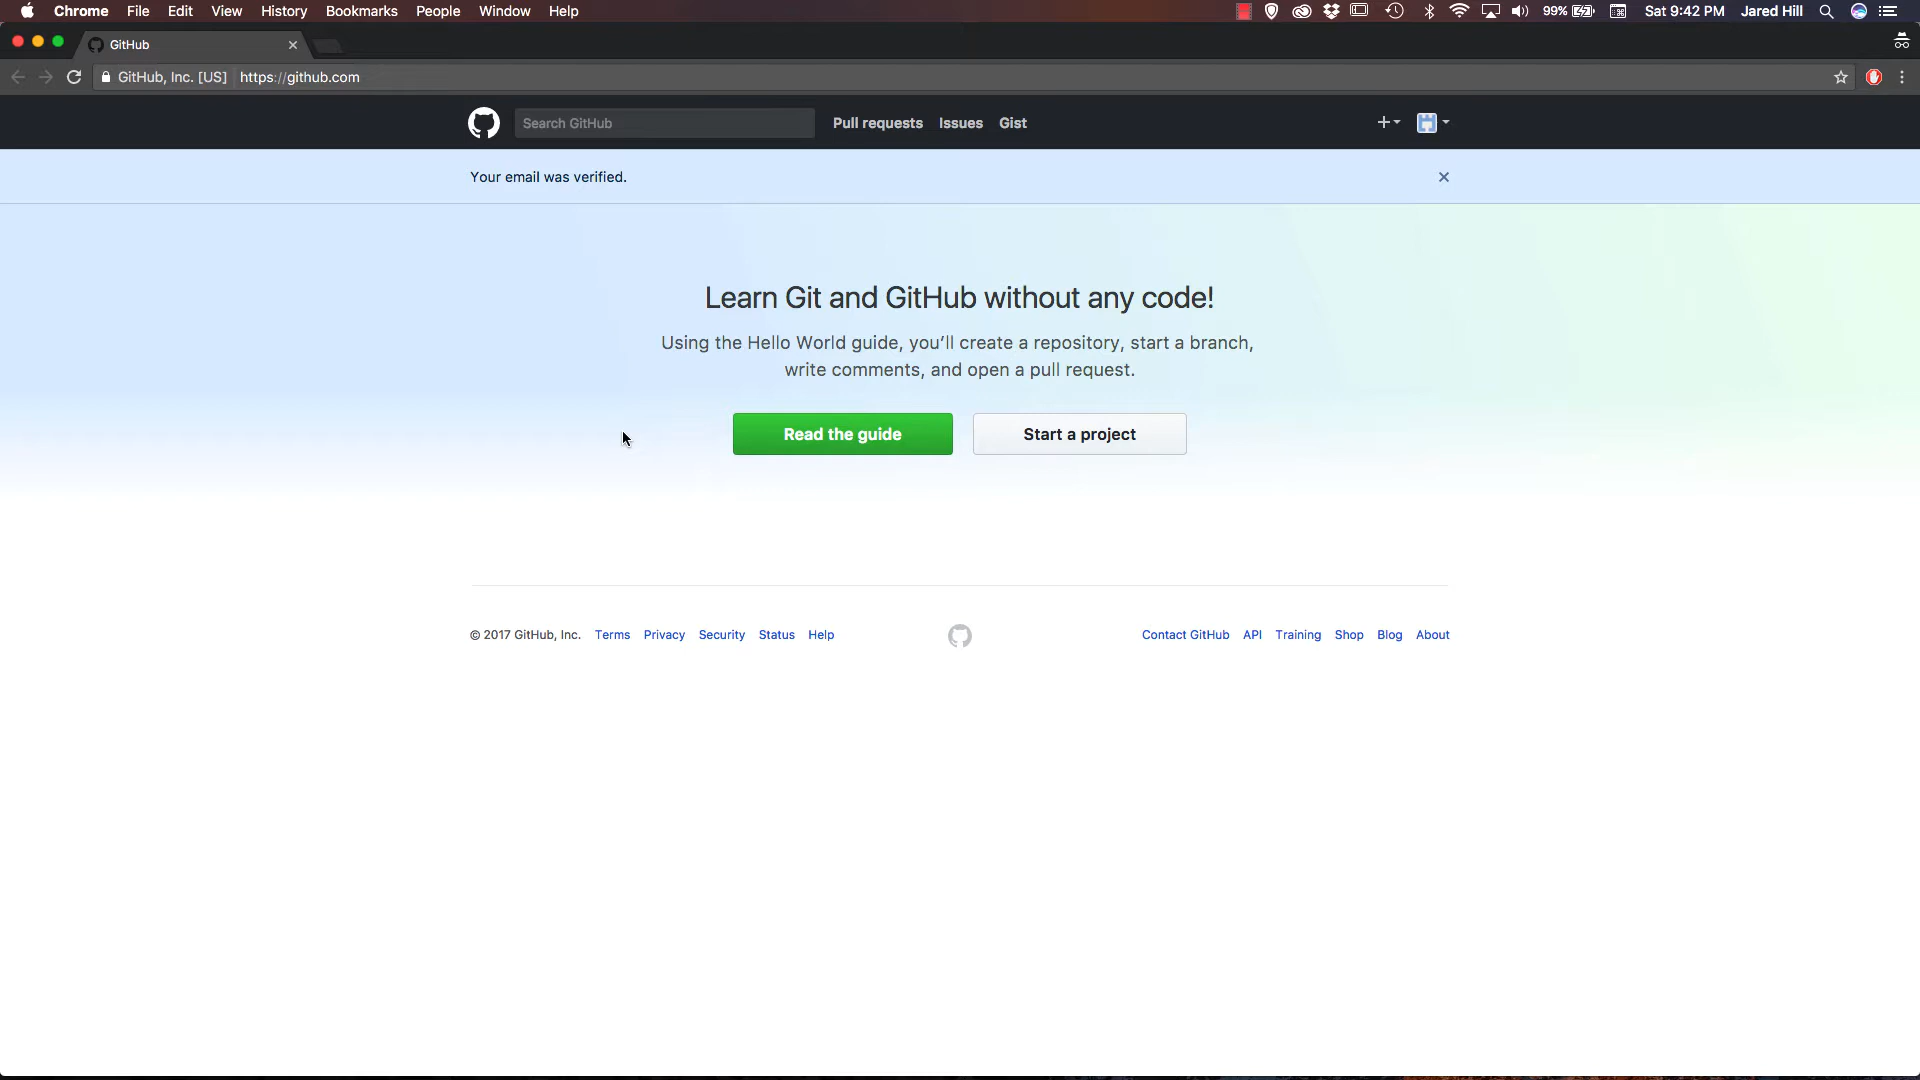 Chrome File Edit View History Bookmarks People Window Help 99% Sat 9:42 PM Jared Hill
GitHub
GitHub, Inc. [US] https://github.com
Search GitHub Pull requests Issues Gist
Your email was verified.
Learn Git and GitHub without any code!
Using the Hello World guide, you’ll create a repository, start a branch,
write comments, and open a pull request.
Read the guide Start a project
© 2017 GitHub, Inc. Terms Privacy Security Status Help Contact GitHub API Training Shop Blog About